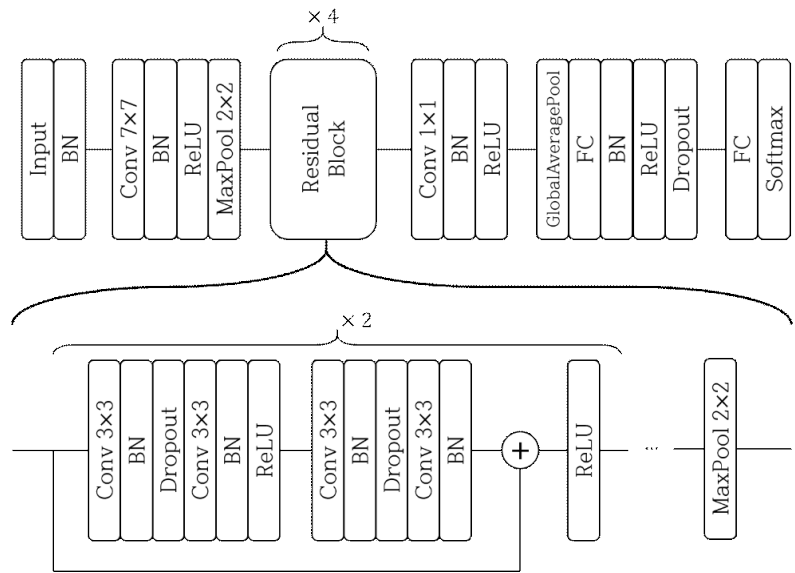 × 4
Input
BN
Conv 7×7
BN
ReLU
MaxPool 2×2
Residual
Block
Conv 1×1
BN
ReLU
GlobalAveragePool
FC
BN
ReLU
Dropout
FC
Softmax
× 2
Conv 3×3
BN
Dropout
Conv 3×3
BN
ReLU
Conv 3×3
BN
Dropout
Conv 3×3
BN
+
ReLU
...
MaxPool 2×2